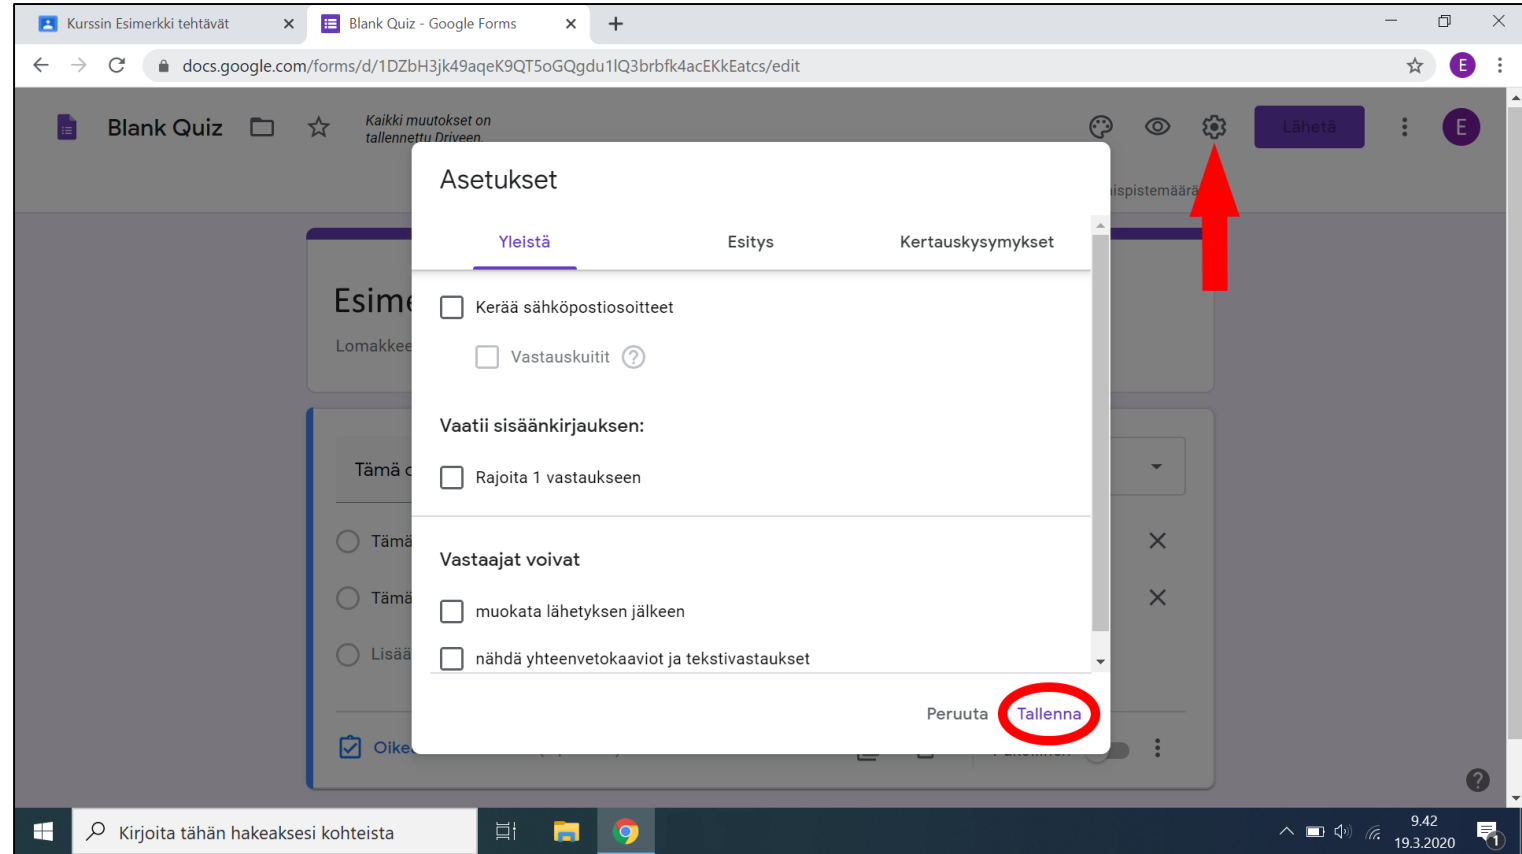 Kurssin Esimerkki tehtävät
Blank Quiz - Google Forms
docs.google.com/forms/d/1DZbH3jk49aqeK9QT5oGQgdu1lQ3brbfk4acEKkEatcs/edit
E
Blank Quiz
Kaikki muutokset on
tallennettu Driveen.
Lähetä
E
Asetukset
Yleistä
Esitys
Kertauskysymykset
Kerää sähköpostiosoitteet
Vastauskuitit
Vaatii sisäänkirjauksen:
Rajoita 1 vastaukseen
Vastaajat voivat
muokata lähetyksen jälkeen
nähdä yhteenvetokaaviot ja tekstivastaukset
Peruuta
Tallenna
Esime
Lomakkee
Tämä
Tämä
Tämä
Lisää
Oike
Kirjoita tähän hakeaksesi kohteista
9.42
19.3.2020
1